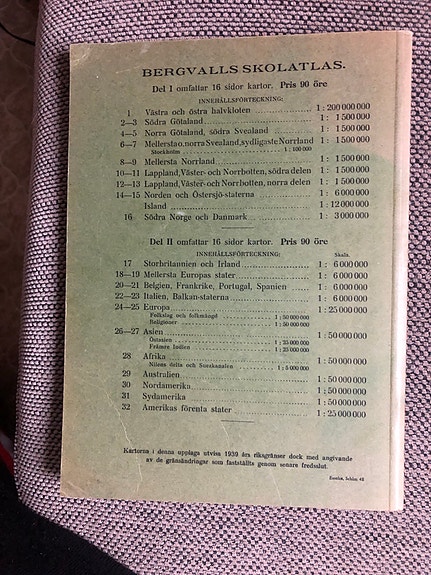 BERGVALLS SKOLATLAS.
Del I omfattar 16 sidor kartor. Pris 90 öre
INNEHÅLLSFÖRTECKNING:
1 Västra och östra halvkloten 1 : 200 000 000
2—3 Södra Götaland 1 : 1 500 000
4—5 Norra Götaland, södra Svealand 1 : 1 500 000
6—7 Mellersta o. norra Svealand, sydligaste Norrland 1 : 1 500 000
Stockholm 1 : 100 000
8—9 Mellersta Norrland 1 : 1 500 000
10—11 Lappland, Väster- och Norrbotten, södra delen 1 : 1 500 000
12—13 Lappland, Väster- och Norrbotten, norra delen 1 : 1 500 000
14—15 Norden och Östersjö-staterna 1 : 6 000 000
Island 1 : 12 000 000
16 Södra Norge och Danmark 1 : 3 000 000
Del II omfattar 16 sidor kartor. Pris 90 öre
INNEHÅLLSFÖRTECKNING: Skala.
17 Storbritannien och Irland 1 : 6 000 000
18—19 Mellersta Europas stater 1 : 6 000 000
20—21 Belgien, Frankrike, Portugal, Spanien 1 : 6 000 000
22—23 Italien, Balkan-staterna 1 : 6 000 000
24—25 Europa 1 : 25 000 000
Folkslag och folkmängd 1 : 50 000 000
Religioner 1 : 50 000 000
26—27 Asien 1 : 50 000 000
Östasien 1 : 25 000 000
Främre Indien 1 : 25 000 000
28 Afrika 1 : 50 000 000
Nilens delta och Suezkanalen 1 : 5 000 000
29 Australien 1 : 50 000 000
30 Nordamerika 1 : 50 000 000
31 Sydamerika 1 : 50 000 000
32 Amerikas förenta stater 1 : 25 000 000
Kartorna i denna upplaga utvisa 1939 års riksgränser dock med angivande
av de gränsändringar som fastställts genom senare fredsslut.
Sthlm 42